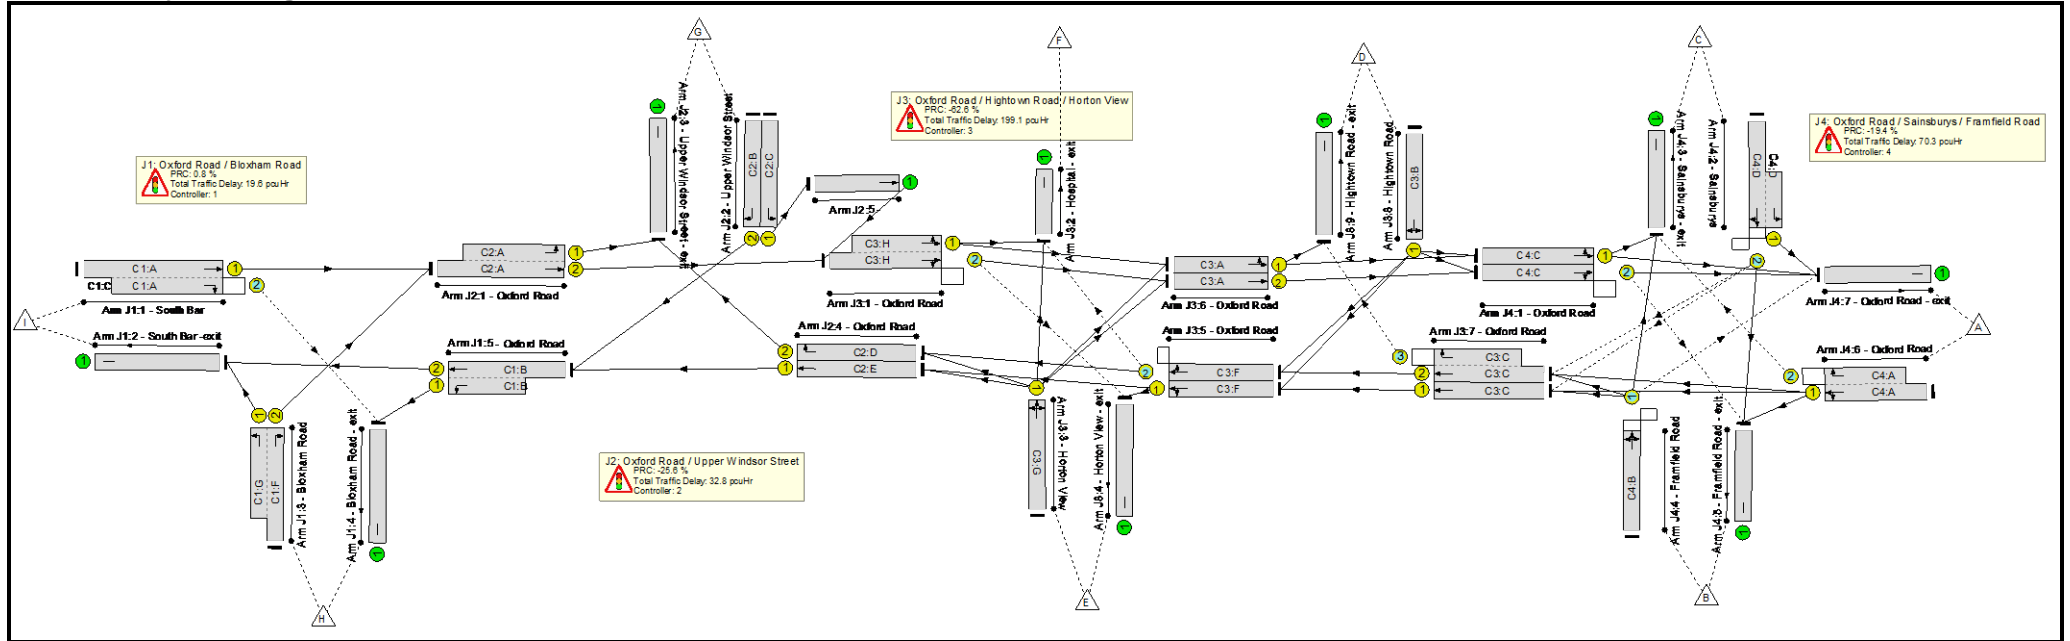 G
F
C
D
J3: Oxford Road / Hightown Road / Horton View
PRC: -62.6 %
Total Traffic Delay: 199.1 pcuHr
Controller: 3
J4: Oxford Road / Sainsburys / Framfield Road
PRC: -19.4 %
Total Traffic Delay: 70.3 pcuHr
Controller: 4
J1: Oxford Road / Bloxham Road
PRC: 0.8 %
Total Traffic Delay: 19.6 pcuHr
Controller: 1
Arm J2:3 - Upper Windsor Street - exit
Arm J2:2 - Upper Windsor Street
C2:B
C2:C
Arm J2:5 -
Arm J3:2 - Hospital - exit
Arm J3:9 - Hightown Road - exit
Arm J3:8 - Hightown Road
C3:B
Arm J4:3 - Sainsburys - exit
Arm J4:2 - Sainsburys
C4:D
C4:D
C1:A
C1:A
C1:C
Arm J1:1 - South Bar
C2:A
C2:A
Arm J2:1 - Oxford Road
C3:H
C3:H
Arm J3:1 - Oxford Road
C3:A
C3:A
Arm J3:6 - Oxford Road
C4:C
C4:C
Arm J4:1 - Oxford Road
Arm J4:7 - Oxford Road - exit
I
A
Arm J1:2 - South Bar -exit
Arm J1:5 - Oxford Road
C1:B
C1:B
Arm J2:4 - Oxford Road
C2:D
C2:E
Arm J3:5 - Oxford Road
C3:F
C3:F
Arm J3:7 - Oxford Road
C3:C
C3:C
C3:C
Arm J4:6 - Oxford Road
C4:A
C4:A
C1:G
C1:F
Arm J1:3 - Bloxham Road
Arm J1:4 - Bloxham Road - exit
J2: Oxford Road / Upper Windsor Street
PRC: -25.6 %
Total Traffic Delay: 32.8 pcuHr
Controller: 2
C3:G
Arm J3:3 - Horton View
Arm J3:4 - Horton View - exit
C4:B
Arm J4:4 - Framfield Road
Arm J4:5 - Framfield Road - exit
H
E
B